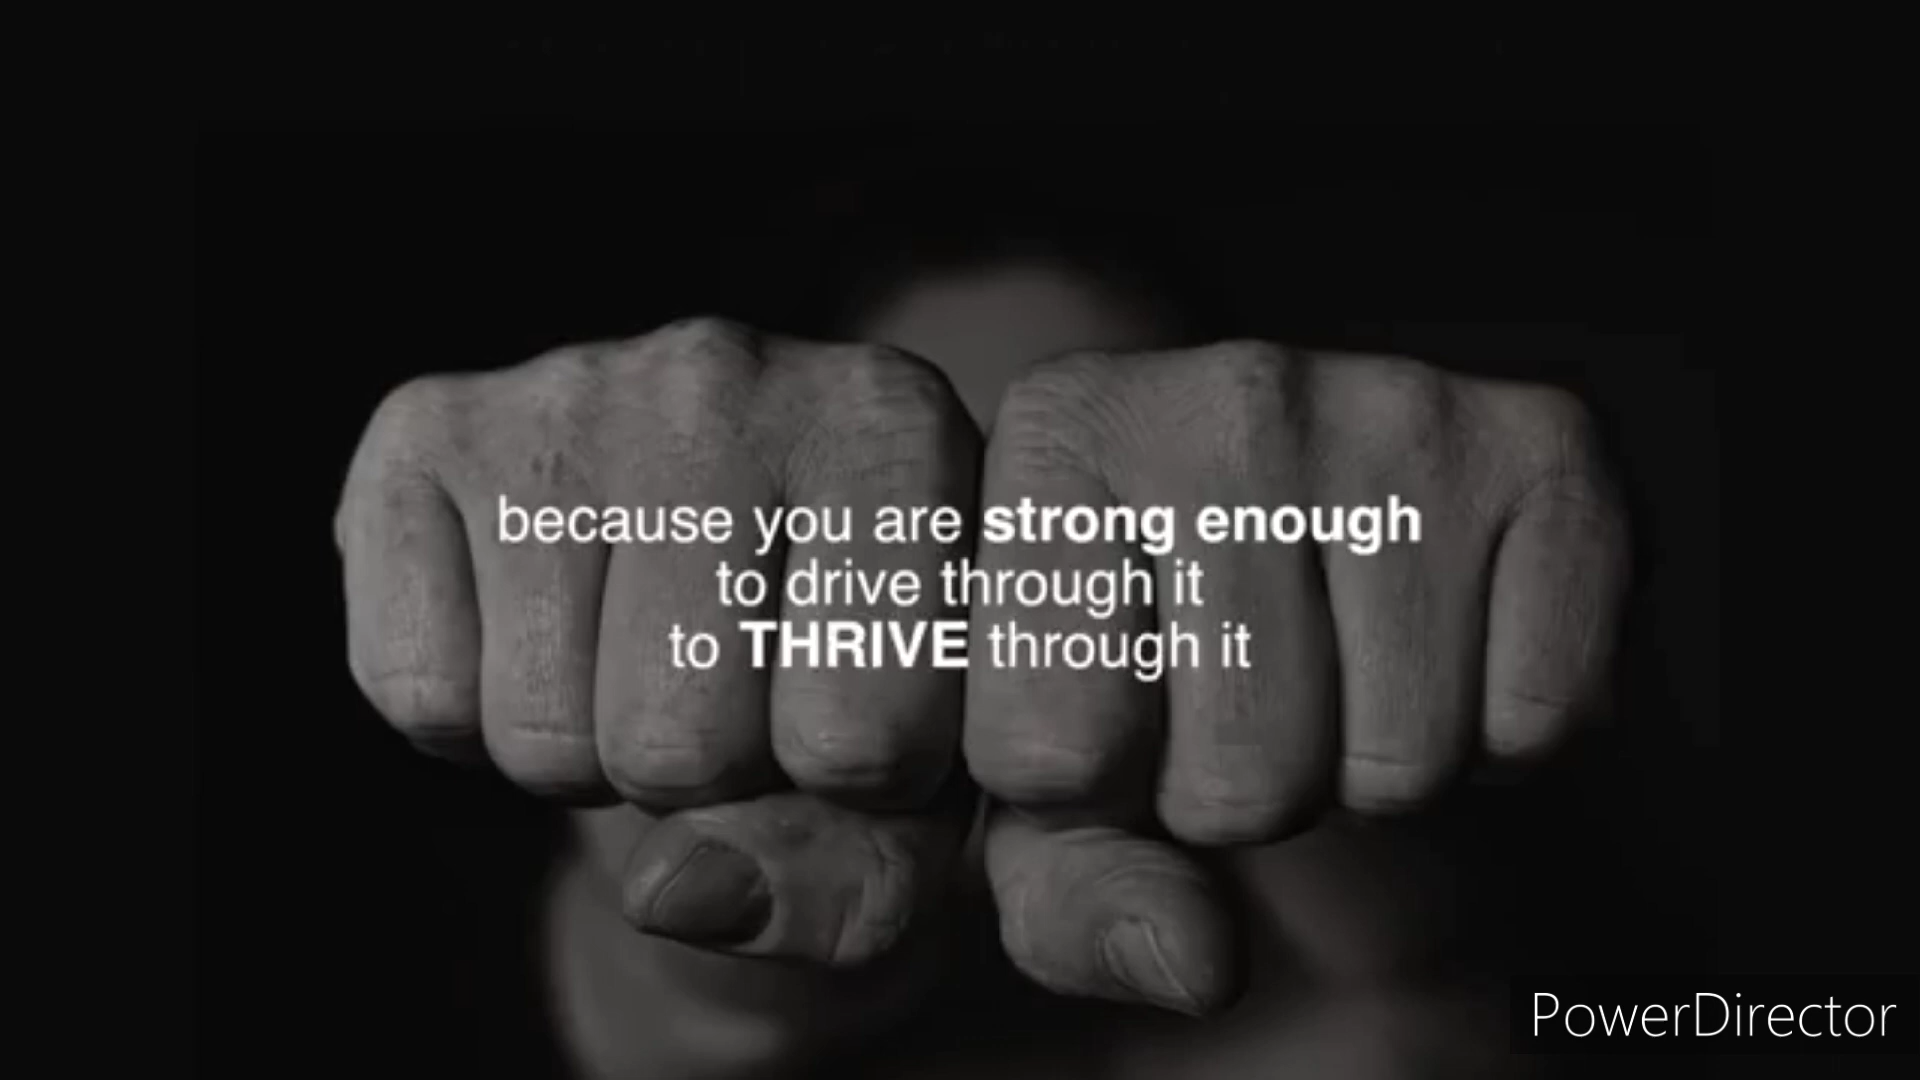 because you are strong enough
to drive through it
to THRIVE through it
PowerDirector